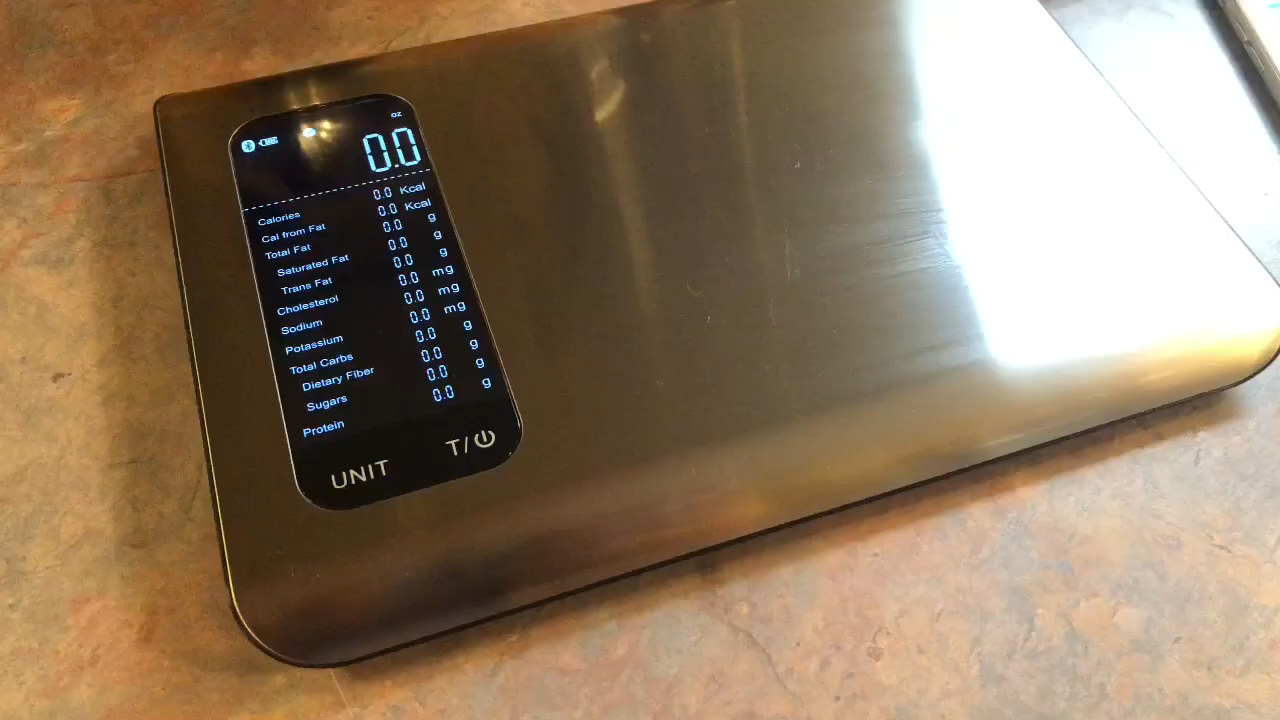 oz
0.0
Calories 0.0 Kcal
Cal from Fat 0.0 Kcal
Total Fat 0.0 g
Saturated Fat 0.0 g
Trans Fat 0.0 g
Cholesterol 0.0 mg
Sodium 0.0 mg
Potassium 0.0 mg
Total Carbs 0.0 g
Dietary Fiber 0.0 g
Sugars 0.0 g
Protein 0.0 g
UNIT T/